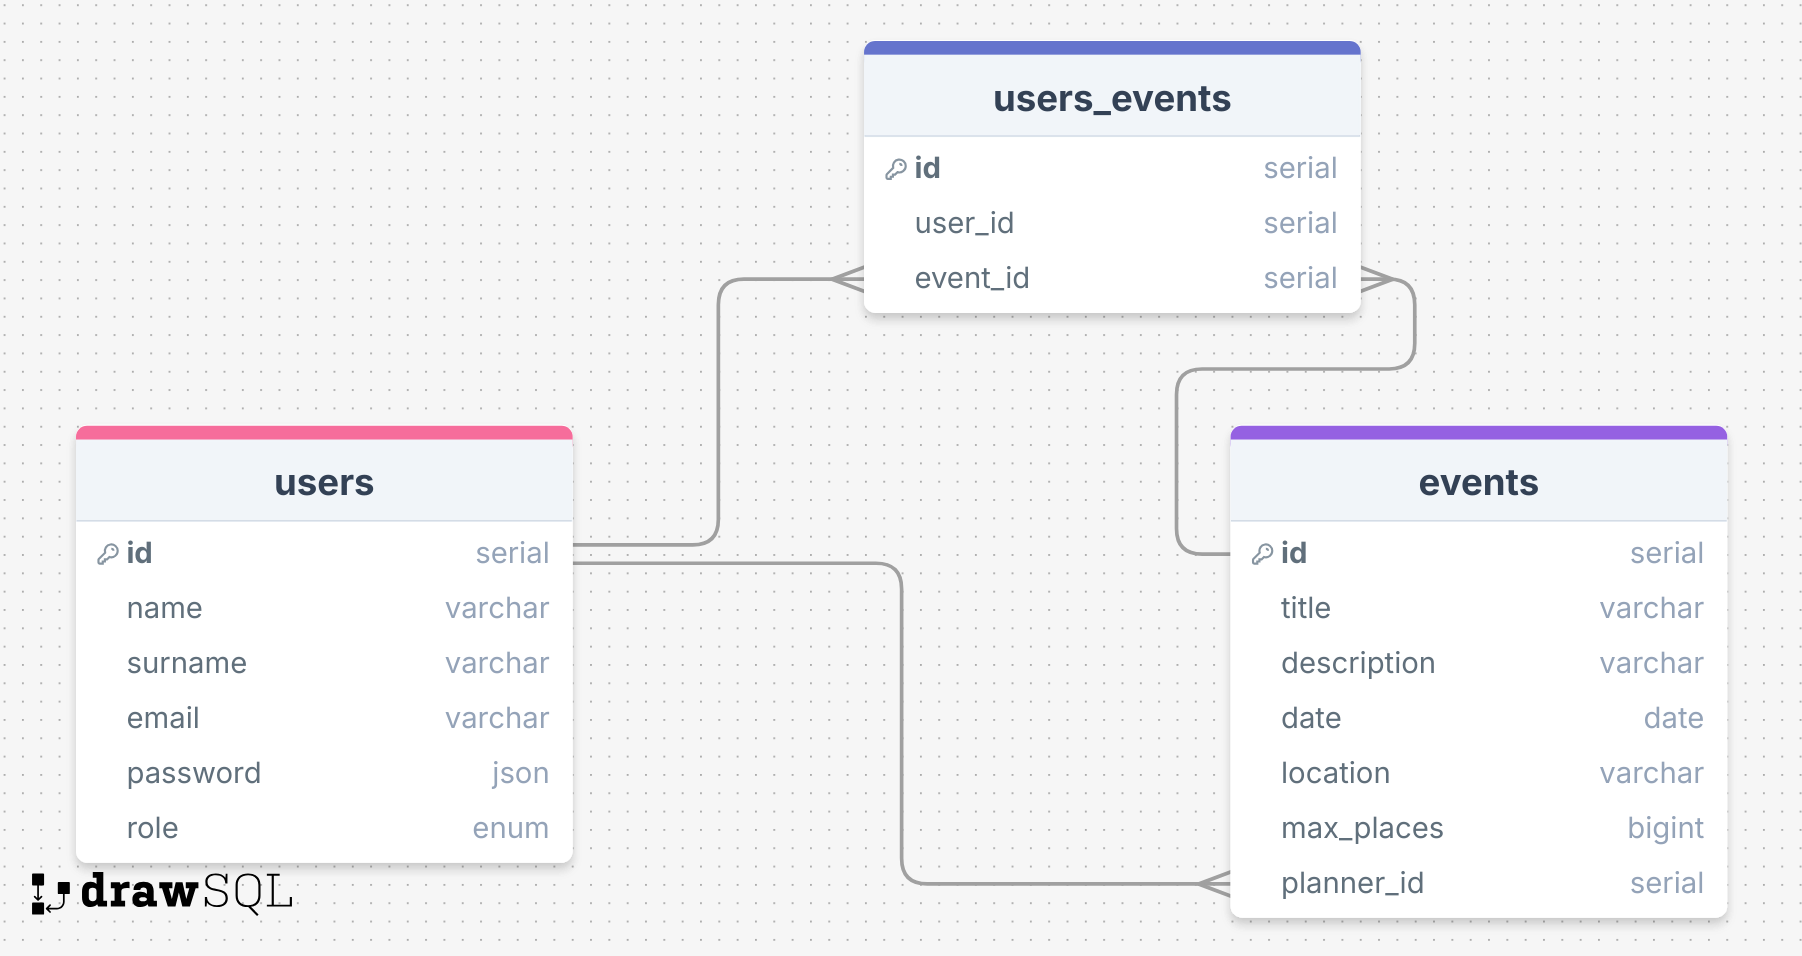 users_events
id serial
user_id serial
event_id serial
users
id serial
name varchar
surname varchar
email varchar
password json
role enum
events
id serial
title varchar
description varchar
date date
location varchar
max_places bigint
planner_id serial
drawSQL